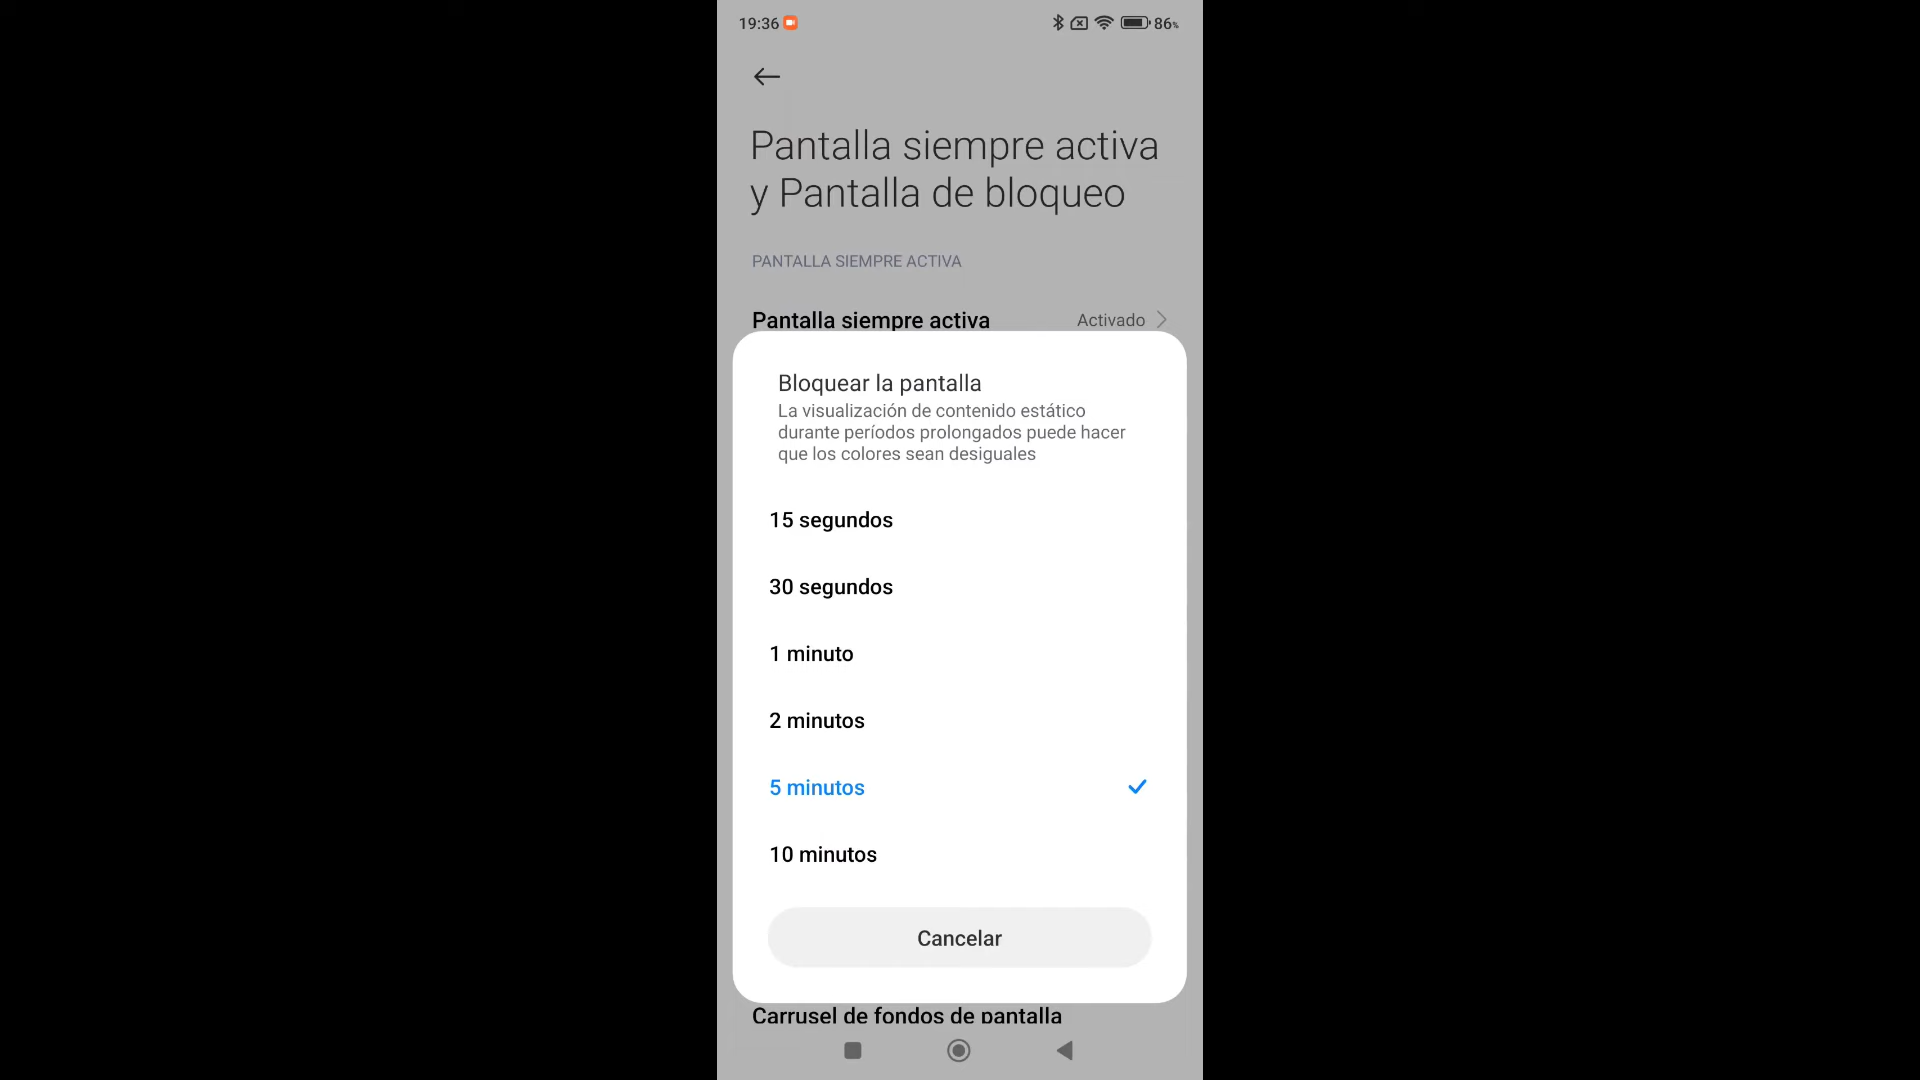 19:36
86%
Pantalla siempre activa
y Pantalla de bloqueo
PANTALLA SIEMPRE ACTIVA
Pantalla siempre activa Activado
Bloquear la pantalla
La visualización de contenido estático
durante períodos prolongados puede hacer
que los colores sean desiguales
15 segundos
30 segundos
1 minuto
2 minutos
5 minutos
10 minutos
Cancelar
Carrusel de fondos de pantalla